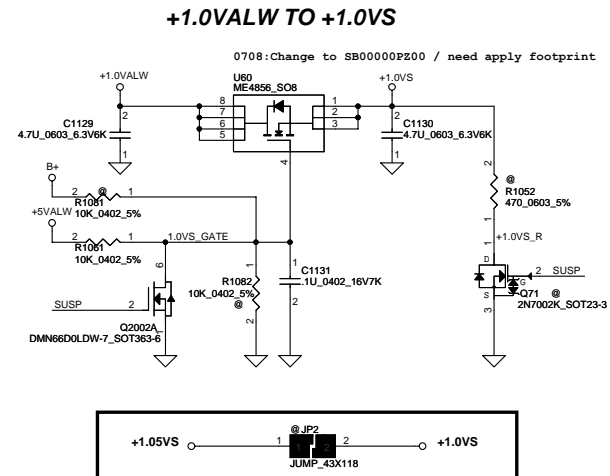 +1.0VALW TO +1.0VS
0708:Change to SB00000PZ00 / need apply footprint
+1.0VALW
U60
ME4856_SO8
+1.0VS
8
7
6
5
1
2
3
4
2
C1129
4.7U_0603_6.3V6K
1
2
C1130
4.7U_0603_6.3V6K
1
B+
2
@
1
R1081
10K_0402_5%
+5VALW
2
1
R1061
10K_0402_5%
1.0VS_GATE
2
@
R1052
470_0603_5%
1
+1.0VS_R
1
D
2
SUSP
G
S
3
Q71
@
2N7002K_SOT23-3
6
SUSP
2
1
Q2002A
DMN66D0LDW-7_SOT363-6
1
R1082
10K_0402_5%
@
2
1
C1131
.1U_0402_16V7K
2
+1.05VS
1
@ JP2
1
2
2
+1.0VS
JUMP_43X118